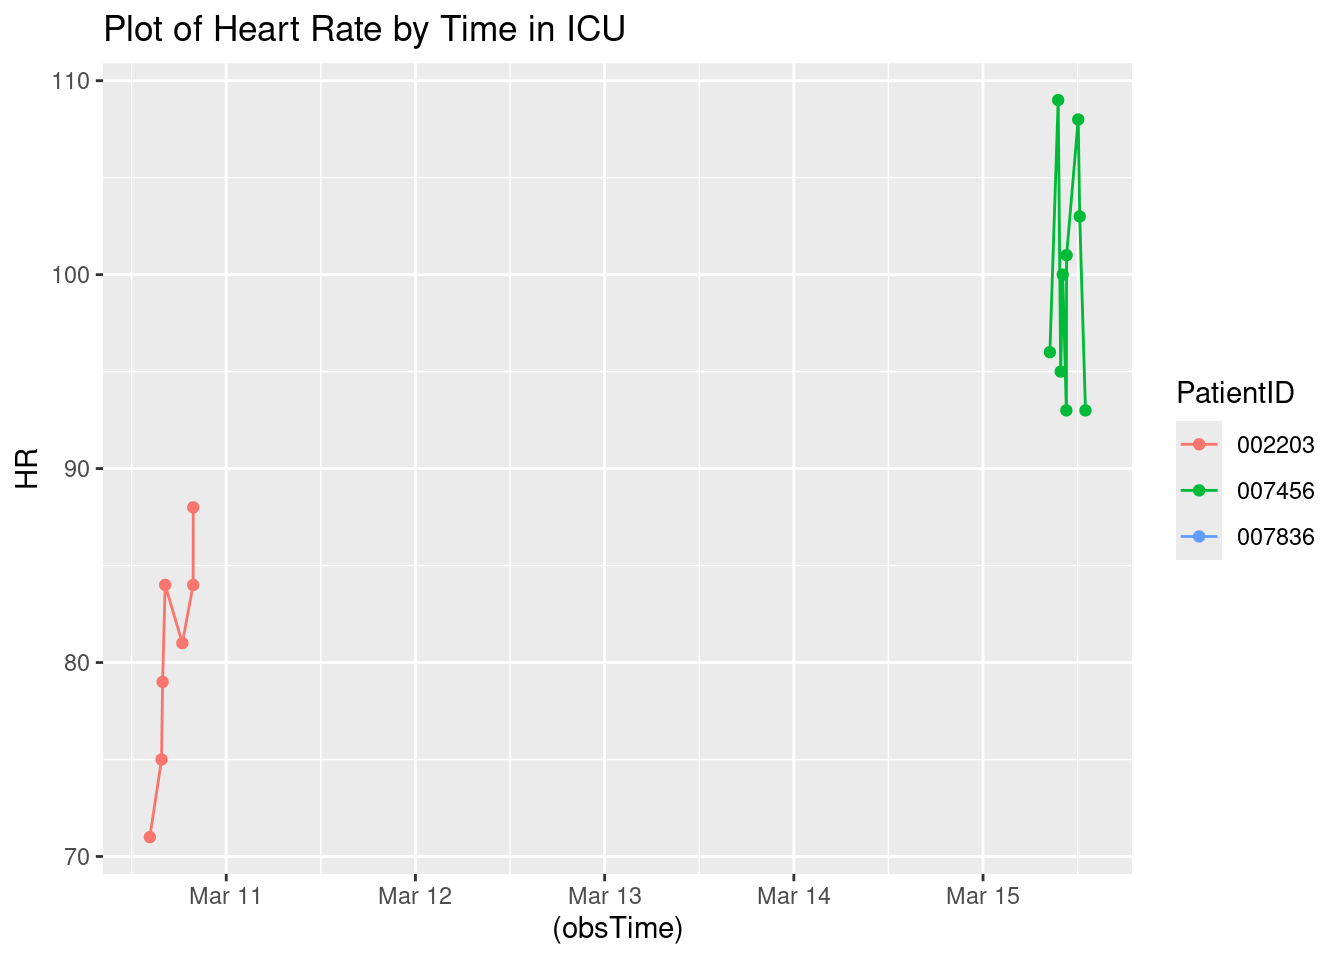 Plot of Heart Rate by Time in ICU
110
100
90
80
70
HR
Mar 11
Mar 12
Mar 13
Mar 14
Mar 15
(obsTime)
PatientID
002203
007456
007836